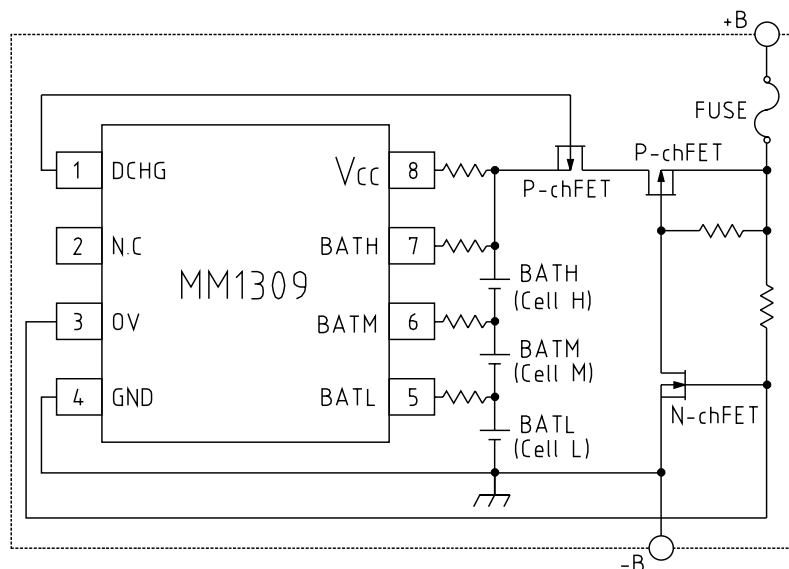 +B
FUSE
P-chFET
P-chFET
1 DCHG
VCC 8
2 N.C
BATH 7
MM1309
BATH
(Cell H)
3 OV
BATM 6
BATM
(Cell M)
4 GND
BATL 5
N-chFET
BATL
(Cell L)
-B